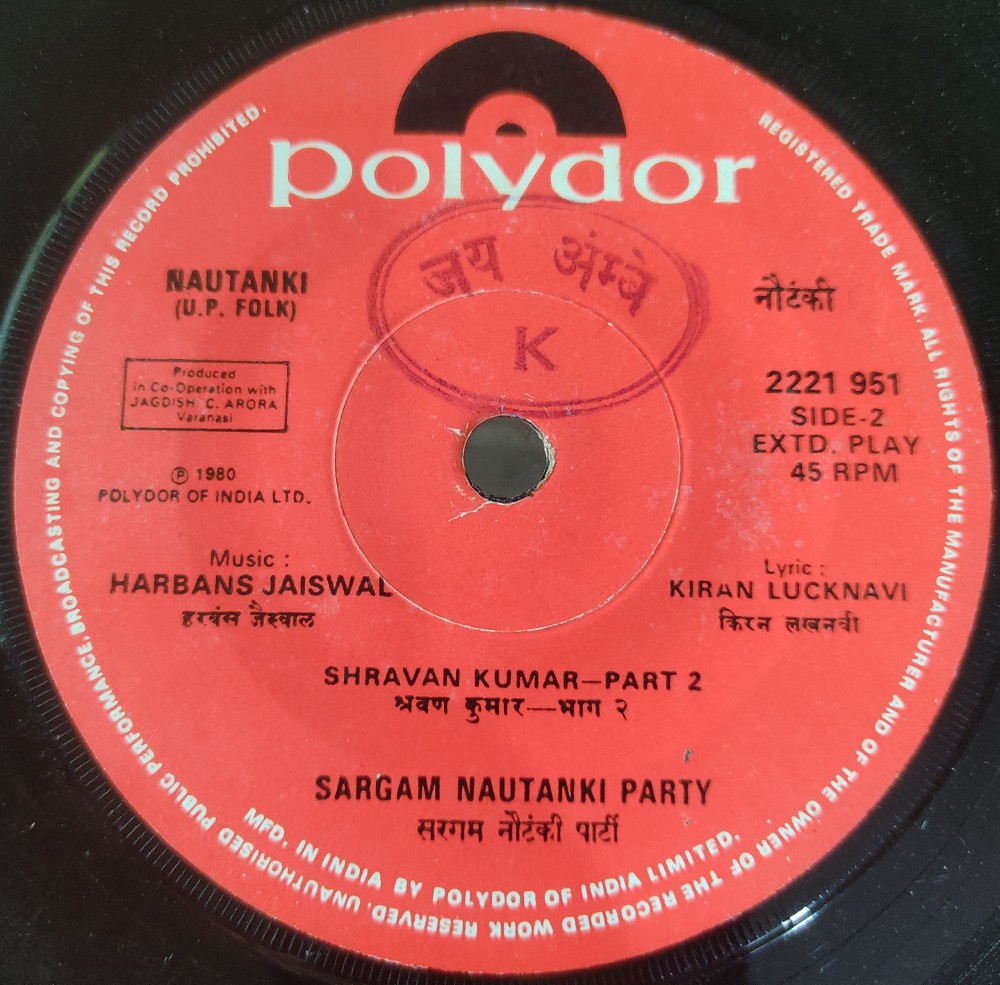 polydor
जय अंम्बे
K
NAUTANKI
(U.P. FOLK)
नौटंकी
Produced
in Co-Operation with
JAGDISH C. ARORA
Varanasi
2221 951
SIDE-2
EXTD. PLAY
45 RPM
℗ 1980
POLYDOR OF INDIA LTD.
Music :
HARBANS JAISWAL
हरबंस जैस्वाल
Lyric :
KIRAN LUCKNAVI
किरन लखनवी
SHRAVAN KUMAR—PART 2
श्रवण कुमार—भाग २
SARGAM NAUTANKI PARTY
सरगम नौटंकी पार्टी
MFD. IN INDIA BY POLYDOR OF INDIA LIMITED.
REGISTERED TRADE MARK. ALL RIGHTS OF THE MANUFACTURER AND OF THE OWNER OF THE RECORDED WORK RESERVED. UNAUTHORISED PUBLIC PERFORMANCE, BROADCASTING AND COPYING OF THIS RECORD PROHIBITED.